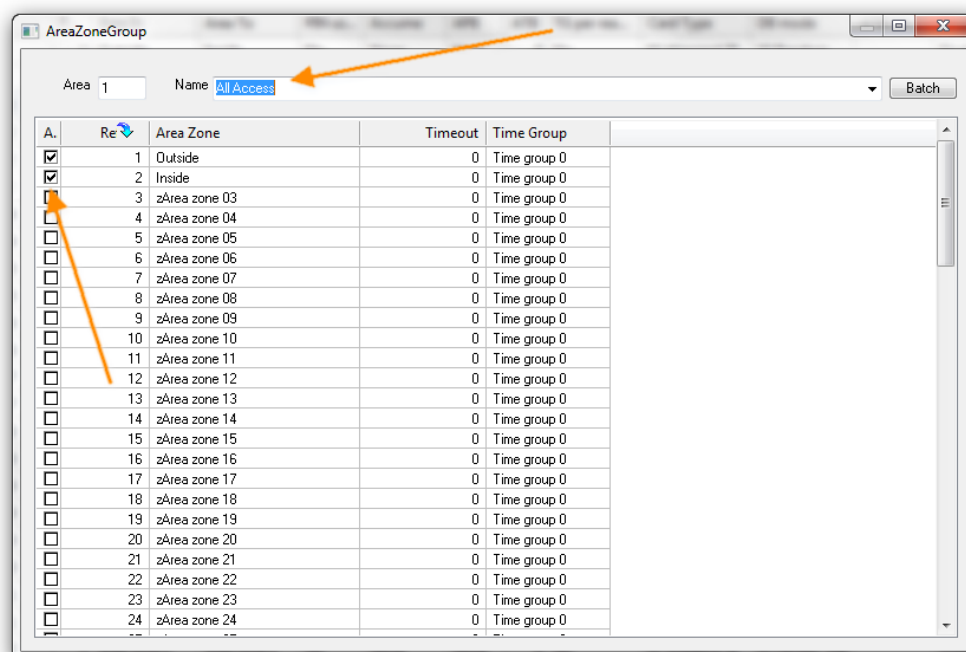 AreaZoneGroup
Area 1 Name All Access Batch
A. Re Area Zone Timeout Time Group
1 Outside 0 Time group 0
2 Inside 0 Time group 0
3 zArea zone 03 0 Time group 0
4 zArea zone 04 0 Time group 0
5 zArea zone 05 0 Time group 0
6 zArea zone 06 0 Time group 0
7 zArea zone 07 0 Time group 0
8 zArea zone 08 0 Time group 0
9 zArea zone 09 0 Time group 0
10 zArea zone 10 0 Time group 0
11 zArea zone 11 0 Time group 0
12 zArea zone 12 0 Time group 0
13 zArea zone 13 0 Time group 0
14 zArea zone 14 0 Time group 0
15 zArea zone 15 0 Time group 0
16 zArea zone 16 0 Time group 0
17 zArea zone 17 0 Time group 0
18 zArea zone 18 0 Time group 0
19 zArea zone 19 0 Time group 0
20 zArea zone 20 0 Time group 0
21 zArea zone 21 0 Time group 0
22 zArea zone 22 0 Time group 0
23 zArea zone 23 0 Time group 0
24 zArea zone 24 0 Time group 0